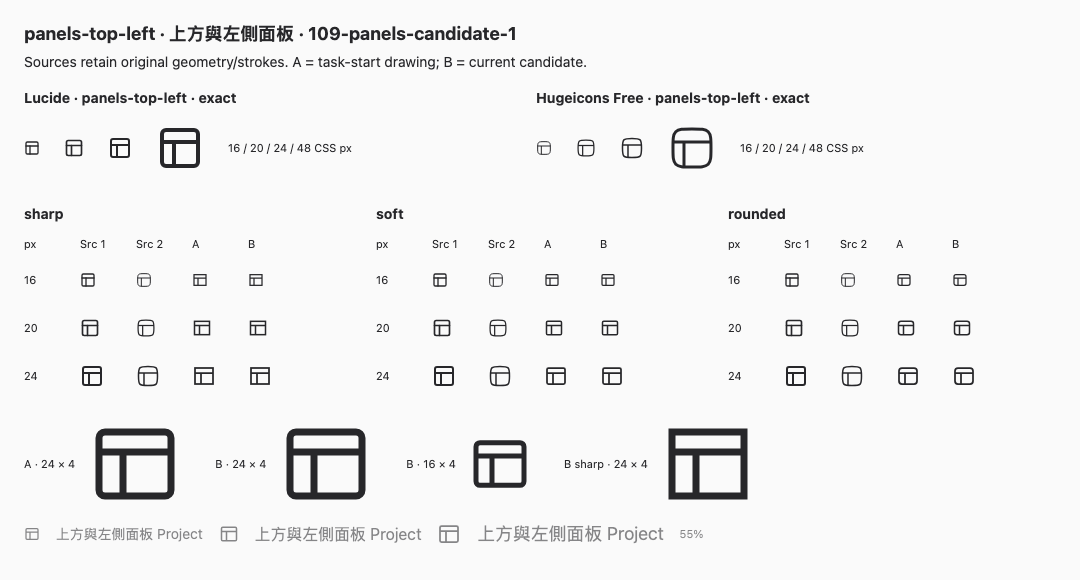 panels-top-left · 上方與左側面板 · 109-panels-candidate-1
Sources retain original geometry/strokes. A = task-start drawing; B = current candidate.
Lucide · panels-top-left · exact
Hugeicons Free · panels-top-left · exact
16 / 20 / 24 / 48 CSS px
16 / 20 / 24 / 48 CSS px
sharp
soft
rounded
px Src 1 Src 2 A B
px Src 1 Src 2 A B
px Src 1 Src 2 A B
16
16
16
20
20
20
24
24
24
A · 24 × 4
B · 24 × 4
B · 16 × 4
B sharp · 24 × 4
上方與左側面板 Project
上方與左側面板 Project
上方與左側面板 Project
55%